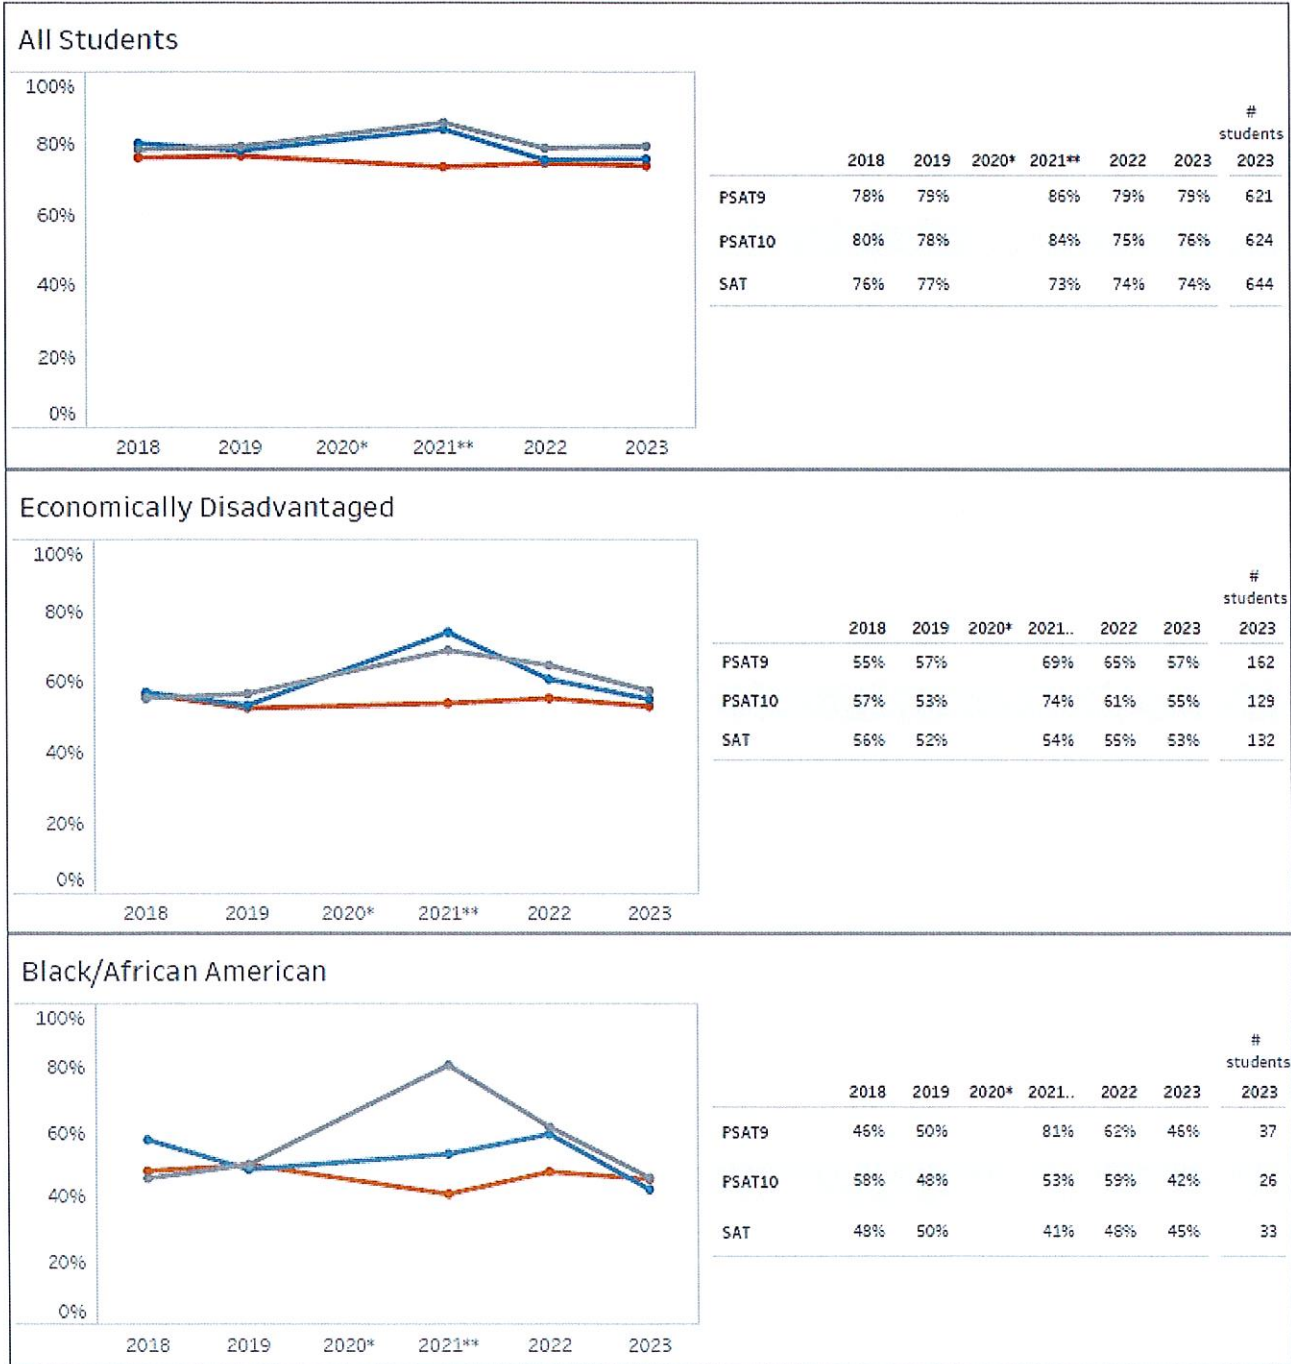 All Students
100%
80%
60%
40%
20%
0%
2018 2019 2020* 2021** 2022 2023
# students
2018 2019 2020* 2021** 2022 2023 2023
PSAT9 78% 79% 86% 79% 79% 621
PSAT10 80% 78% 84% 75% 76% 624
SAT 76% 77% 73% 74% 74% 644
Economically Disadvantaged
100%
80%
60%
40%
20%
0%
2018 2019 2020* 2021** 2022 2023
# students
2018 2019 2020* 2021.. 2022 2023 2023
PSAT9 55% 57% 69% 65% 57% 162
PSAT10 57% 53% 74% 61% 55% 129
SAT 56% 52% 54% 55% 53% 132
Black/African American
100%
80%
60%
40%
20%
0%
2018 2019 2020* 2021** 2022 2023
# students
2018 2019 2020* 2021.. 2022 2023 2023
PSAT9 46% 50% 81% 62% 46% 37
PSAT10 58% 48% 53% 59% 42% 26
SAT 48% 50% 41% 48% 45% 33